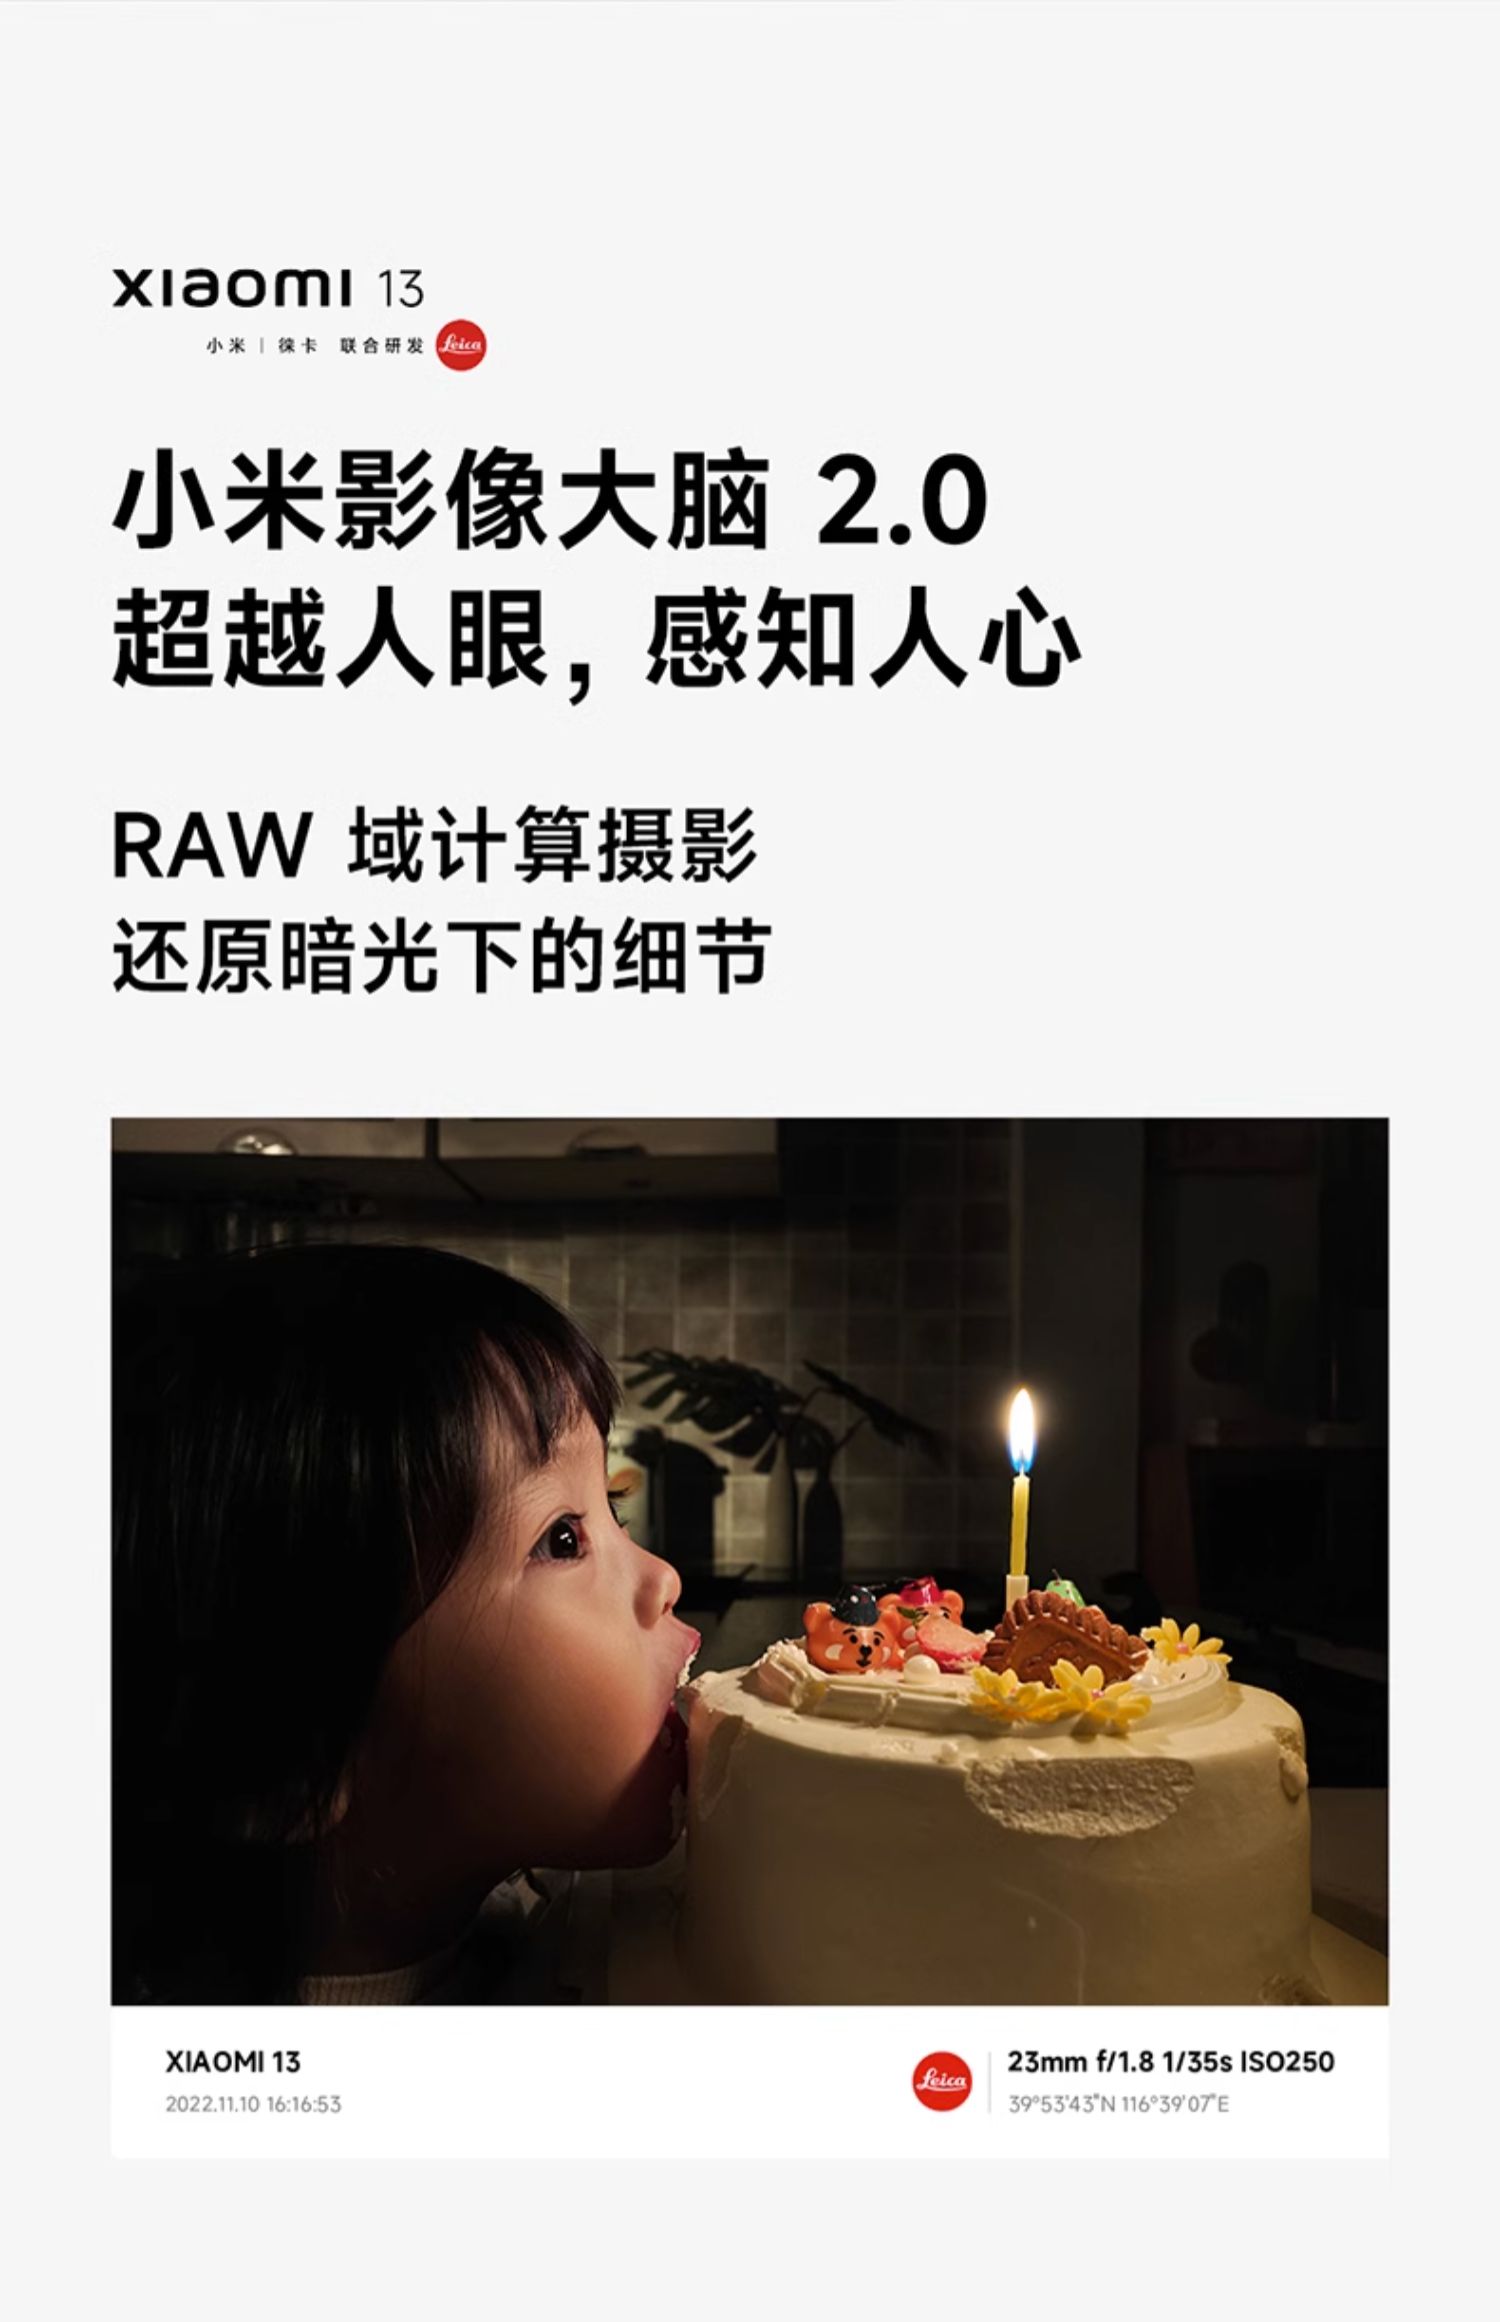 xiaomi 13
小米 | 徕卡 联合研发 Leica
小米影像大脑 2.0
超越人眼，感知人心
RAW 域计算摄影
还原暗光下的细节
XIAOMI 13
2022.11.10 16:16:53
Leica
23mm f/1.8 1/35s ISO250
39°53'43"N 116°39'07"E